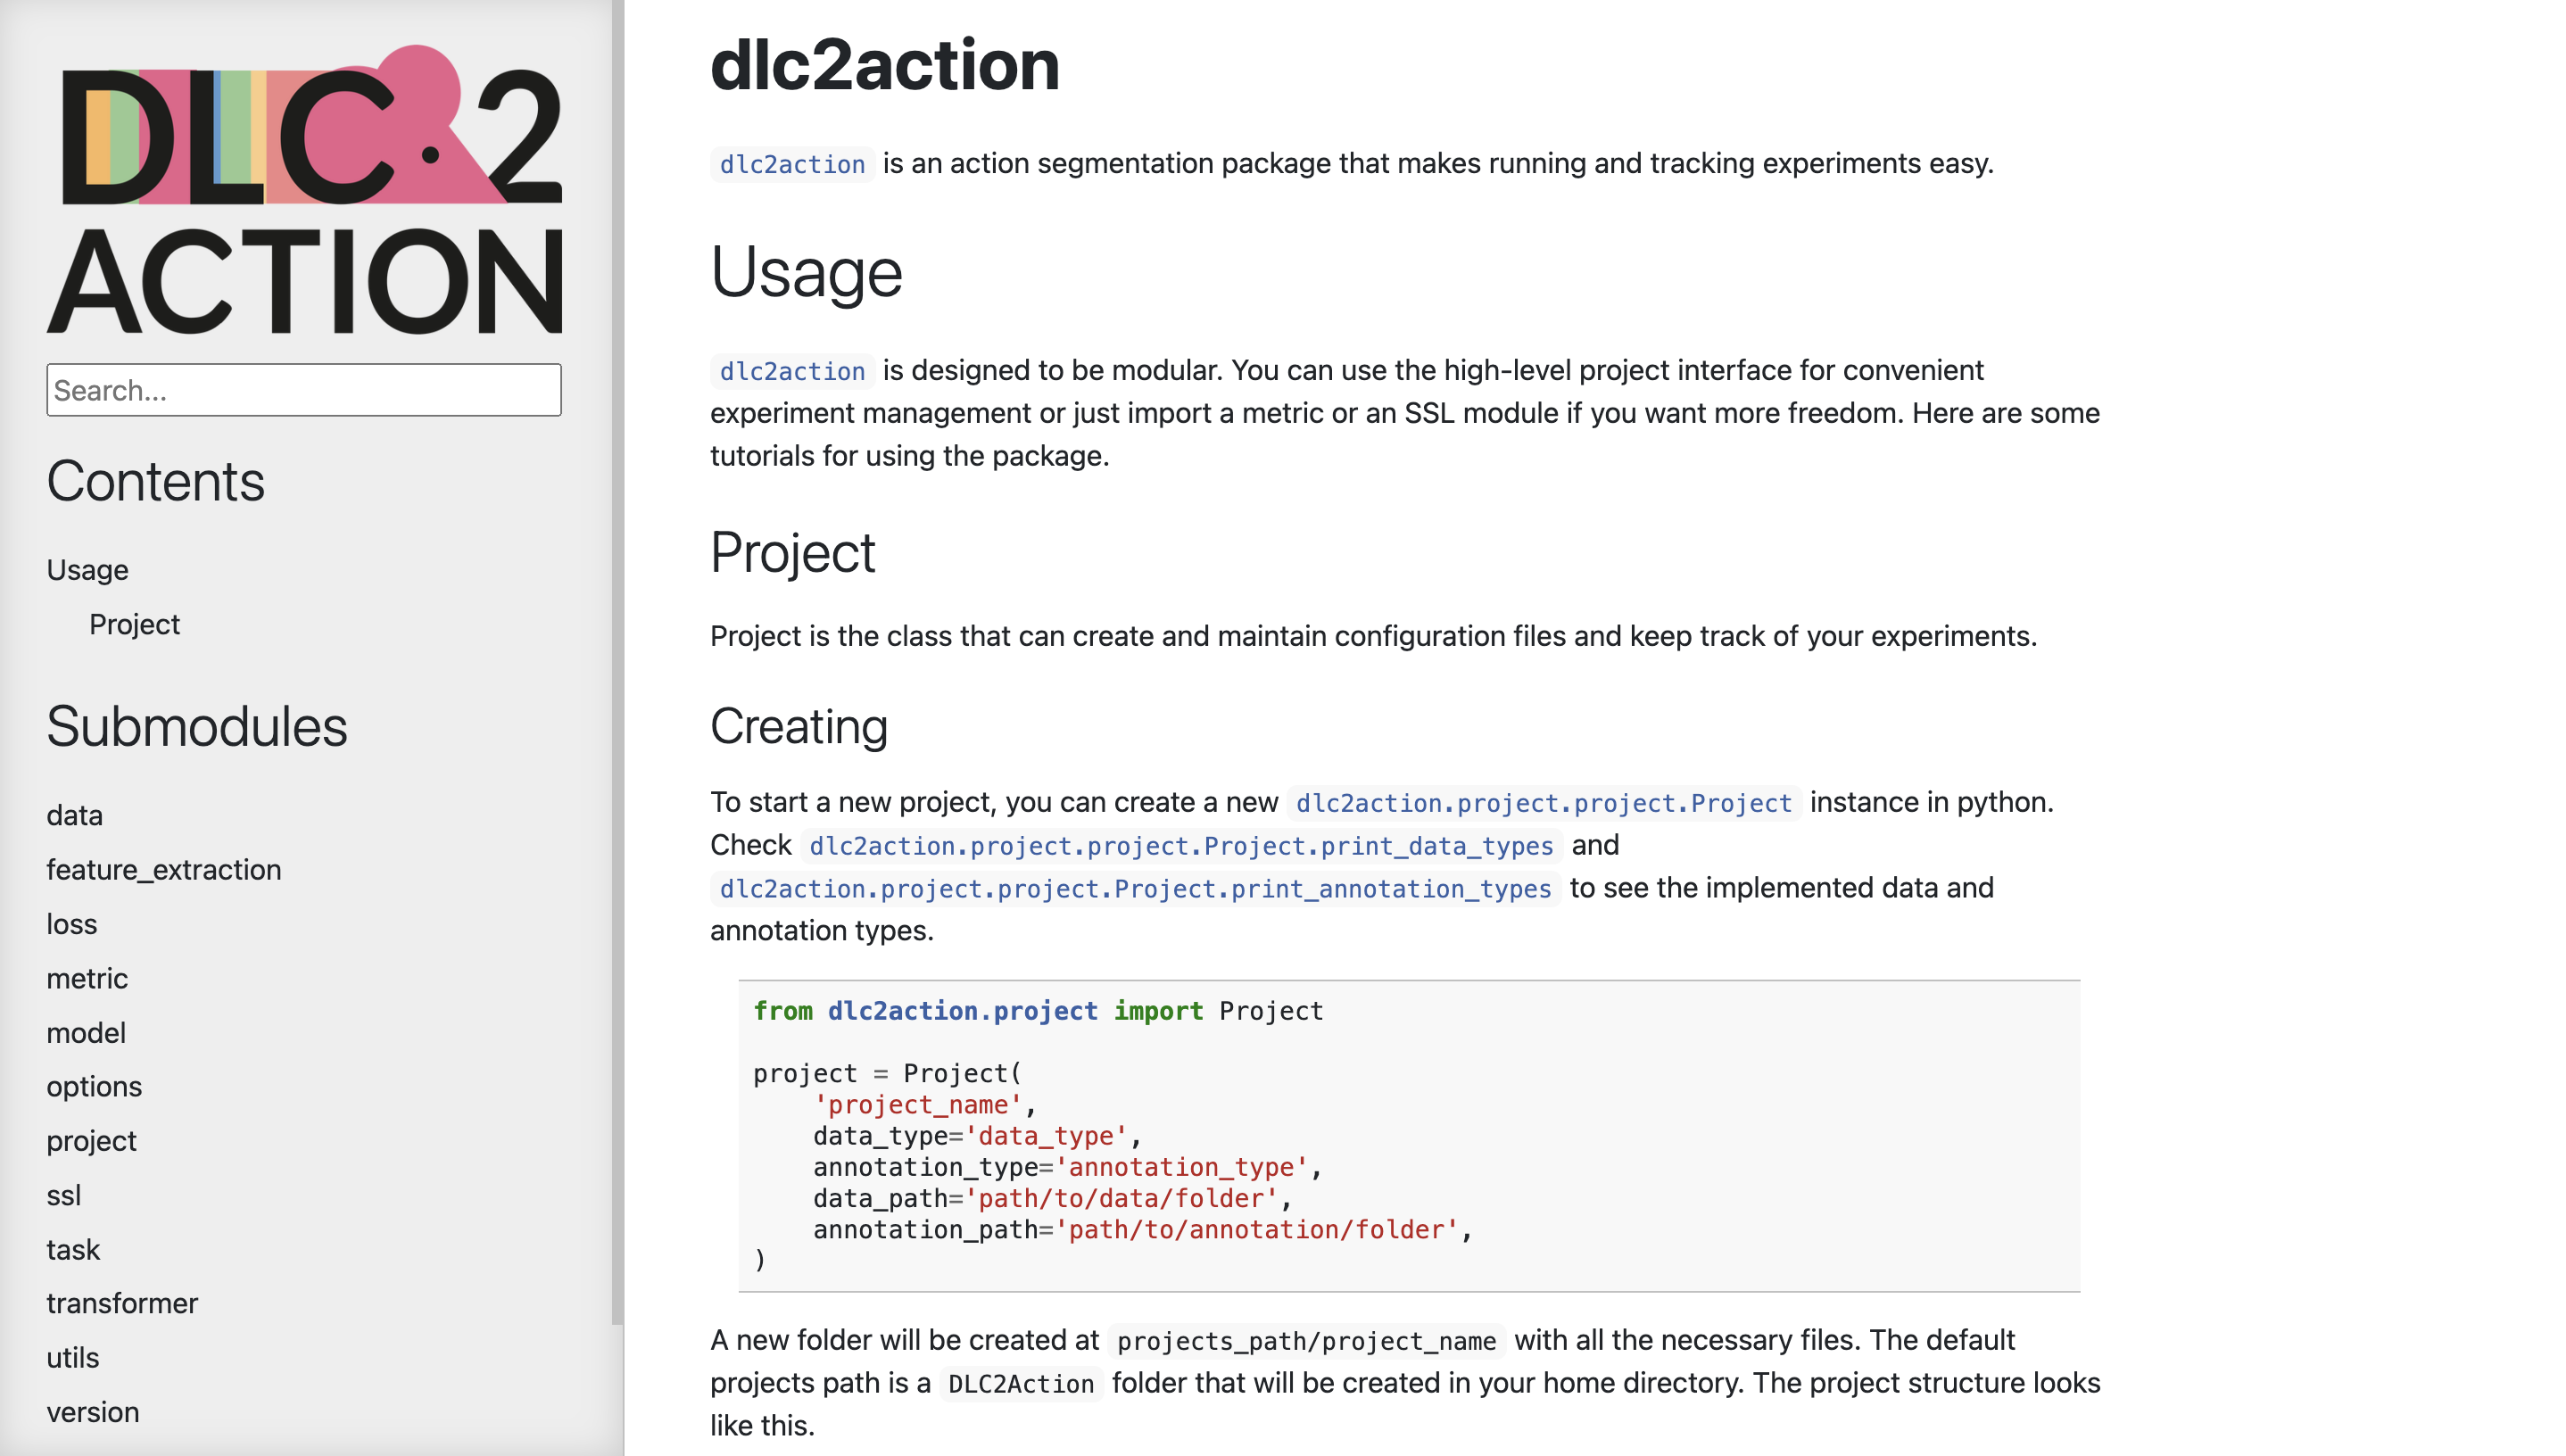 DLC2
ACTION
Search...
Contents
Usage
Project
Submodules
data
feature_extraction
loss
metric
model
options
project
ssl
task
transformer
utils
version
dlc2action
dlc2action is an action segmentation package that makes running and tracking experiments easy.
Usage
dlc2action is designed to be modular. You can use the high-level project interface for convenient
experiment management or just import a metric or an SSL module if you want more freedom. Here are some
tutorials for using the package.
Project
Project is the class that can create and maintain configuration files and keep track of your experiments.
Creating
To start a new project, you can create a new dlc2action.project.project.Project instance in python.
Check dlc2action.project.project.Project.print_data_types and
dlc2action.project.project.Project.print_annotation_types to see the implemented data and
annotation types.
from dlc2action.project import Project
project = Project(
    'project_name',
    data_type='data_type',
    annotation_type='annotation_type',
    data_path='path/to/data/folder',
    annotation_path='path/to/annotation/folder',
)
A new folder will be created at projects_path/project_name with all the necessary files. The default
projects path is a DLC2Action folder that will be created in your home directory. The project structure looks
like this.